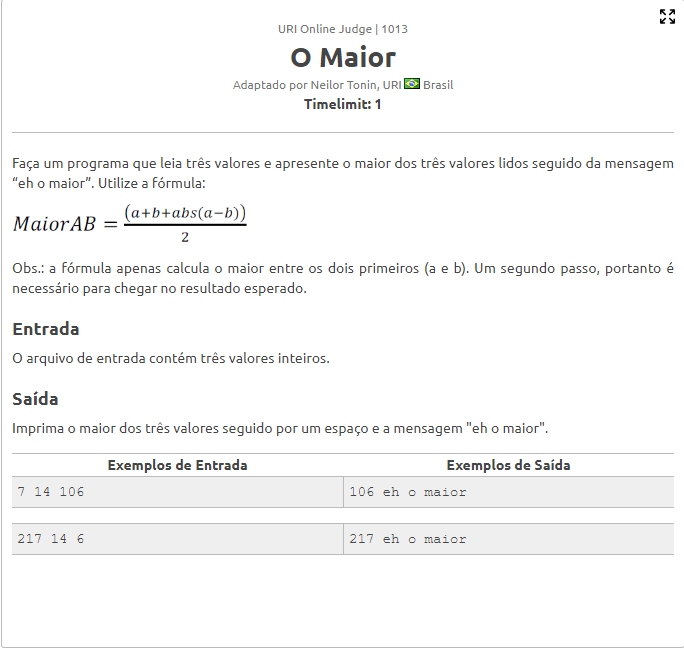 URI Online Judge | 1013
O Maior
Adaptado por Neilor Tonin, URI Brasil
Timelimit: 1
Faça um programa que leia três valores e apresente o maior dos três valores lidos seguido da mensagem
“eh o maior”. Utilize a fórmula:
MaiorAB = (a+b+abs(a−b))
2
Obs.: a fórmula apenas calcula o maior entre os dois primeiros (a e b). Um segundo passo, portanto é
necessário para chegar no resultado esperado.
Entrada
O arquivo de entrada contém três valores inteiros.
Saída
Imprima o maior dos três valores seguido por um espaço e a mensagem "eh o maior".
Exemplos de Entrada Exemplos de Saída
7 14 106 106 eh o maior
217 14 6 217 eh o maior